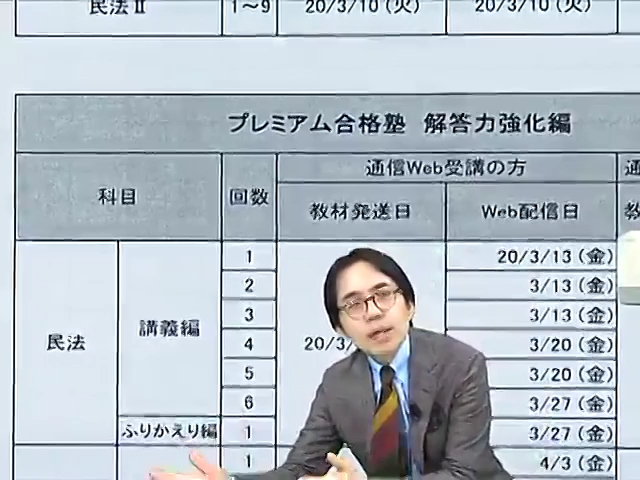 民法Ⅱ 1～9 20/3/10(火) 20/3/10(火)
プレミアム合格塾 解答力強化編
科目 回数 通信Web受講の方
教材発送日 Web配信日
民法 講義編 1 20/3/13(金)
2 3/13(金)
3 3/13(金)
4 20/3/ 3/20(金)
5 3/20(金)
6 3/27(金)
ふりかえり編 1 3/27(金)
1 4/3(金)